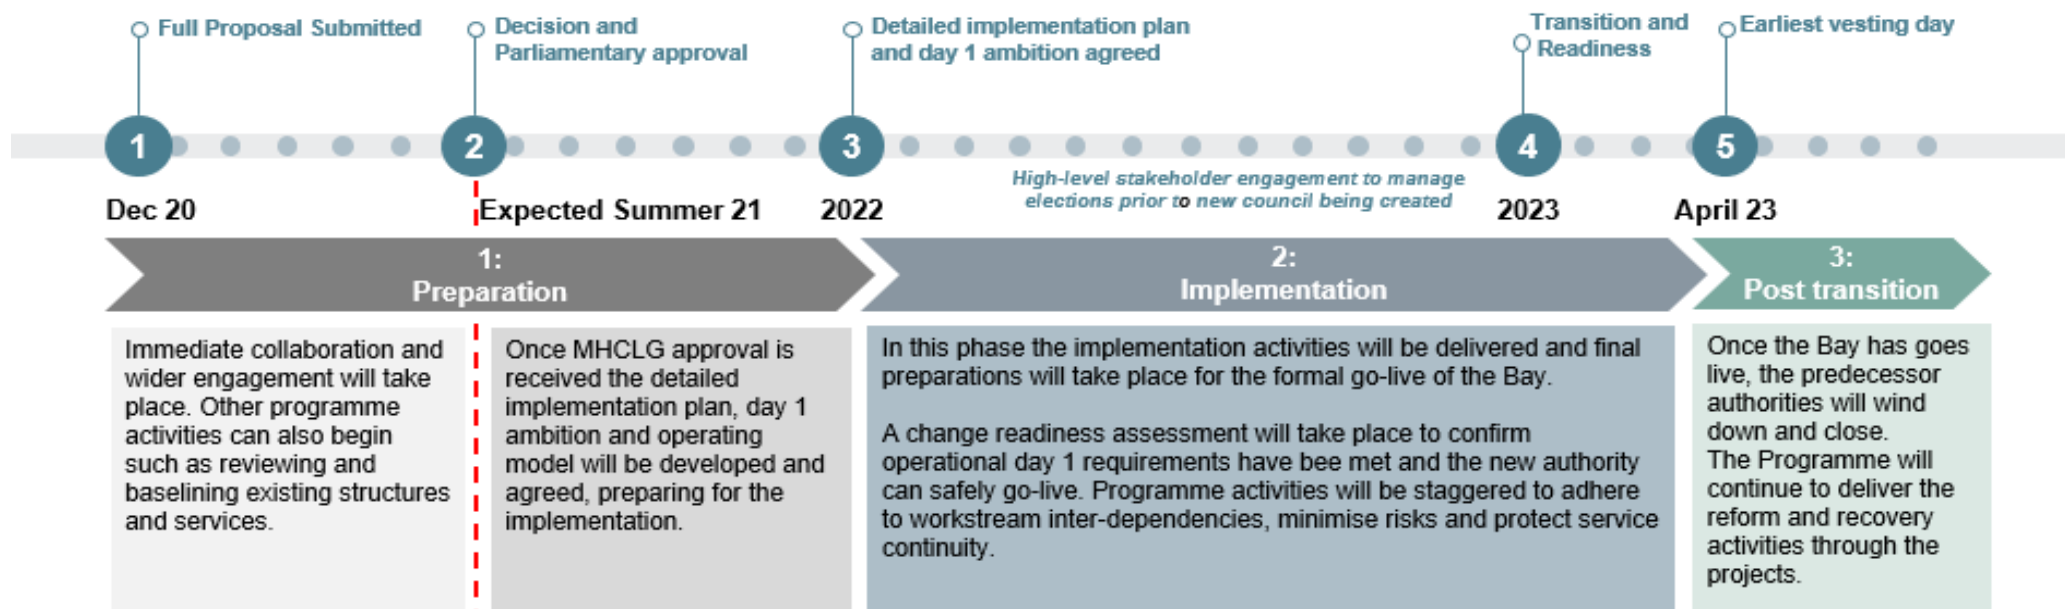 Full Proposal Submitted
Decision and
Parliamentary approval
Detailed implementation plan
and day 1 ambition agreed
Transition and
Readiness
Earliest vesting day
1
2
3
4
5
High-level stakeholder engagement to manage
elections prior to new council being created
Dec 20
Expected Summer 21
2022
2023
April 23
1:
Preparation
2:
Implementation
3:
Post transition
Immediate collaboration and
wider engagement will take
place. Other programme
activities can also begin
such as reviewing and
baselining existing structures
and services.
Once MHCLG approval is
received the detailed
implementation plan, day 1
ambition and operating
model will be developed and
agreed, preparing for the
implementation.
In this phase the implementation activities will be delivered and final
preparations will take place for the formal go-live of the Bay.
A change readiness assessment will take place to confirm
operational day 1 requirements have bee met and the new authority
can safely go-live. Programme activities will be staggered to adhere
to workstream inter-dependencies, minimise risks and protect service
continuity.
Once the Bay has goes
live, the predecessor
authorities will wind
down and close.
The Programme will
continue to deliver the
reform and recovery
activities through the
projects.